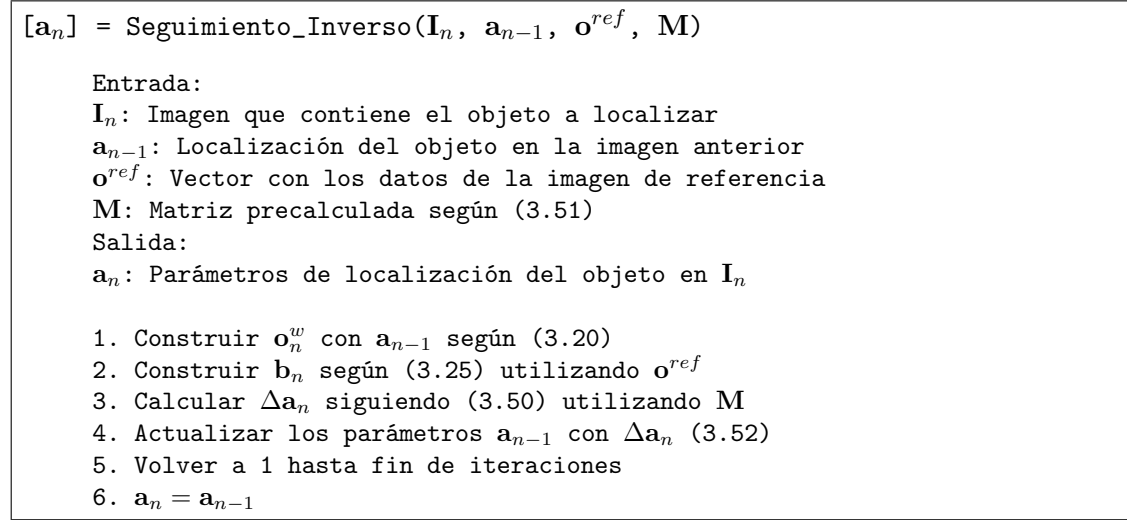 [aₙ] = Seguimiento_Inverso(Iₙ, aₙ₋₁, oʳᵉᶠ, M)
Entrada:
Iₙ: Imagen que contiene el objeto a localizar
aₙ₋₁: Localización del objeto en la imagen anterior
oʳᵉᶠ: Vector con los datos de la imagen de referencia
M: Matriz precalculada según (3.51)
Salida:
aₙ: Parámetros de localización del objeto en Iₙ
1. Construir oₙʷ con aₙ₋₁ según (3.20)
2. Construir bₙ según (3.25) utilizando oʳᵉᶠ
3. Calcular Δaₙ siguiendo (3.50) utilizando M
4. Actualizar los parámetros aₙ₋₁ con Δaₙ (3.52)
5. Volver a 1 hasta fin de iteraciones
6. aₙ = aₙ₋₁